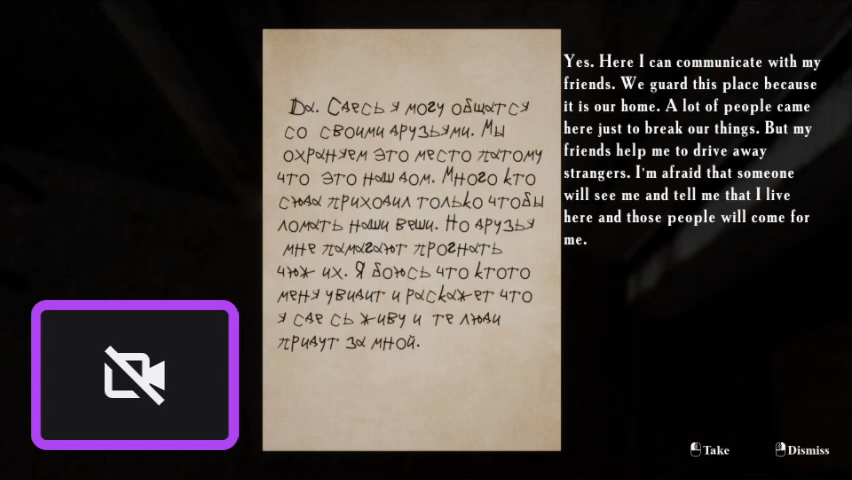 Да. Сдесь я могу общатся
со своими друзьями. Мы
охраняем это место патому
что это наш дом. Много кто
сюда приходил только чтобы
ломать наши вещи. Но друзья
мне памагают прогнать
чюж их. Я боюсь что ктото
меня увидит и раскажет что
я сде сь живу и те люди
придут за мной.
Yes. Here I can communicate with my
friends. We guard this place because
it is our home. A lot of people came
here just to break our things. But my
friends help me to drive away
strangers. I'm afraid that someone
will see me and tell me that I live
here and those people will come for
me.
Take
Dismiss